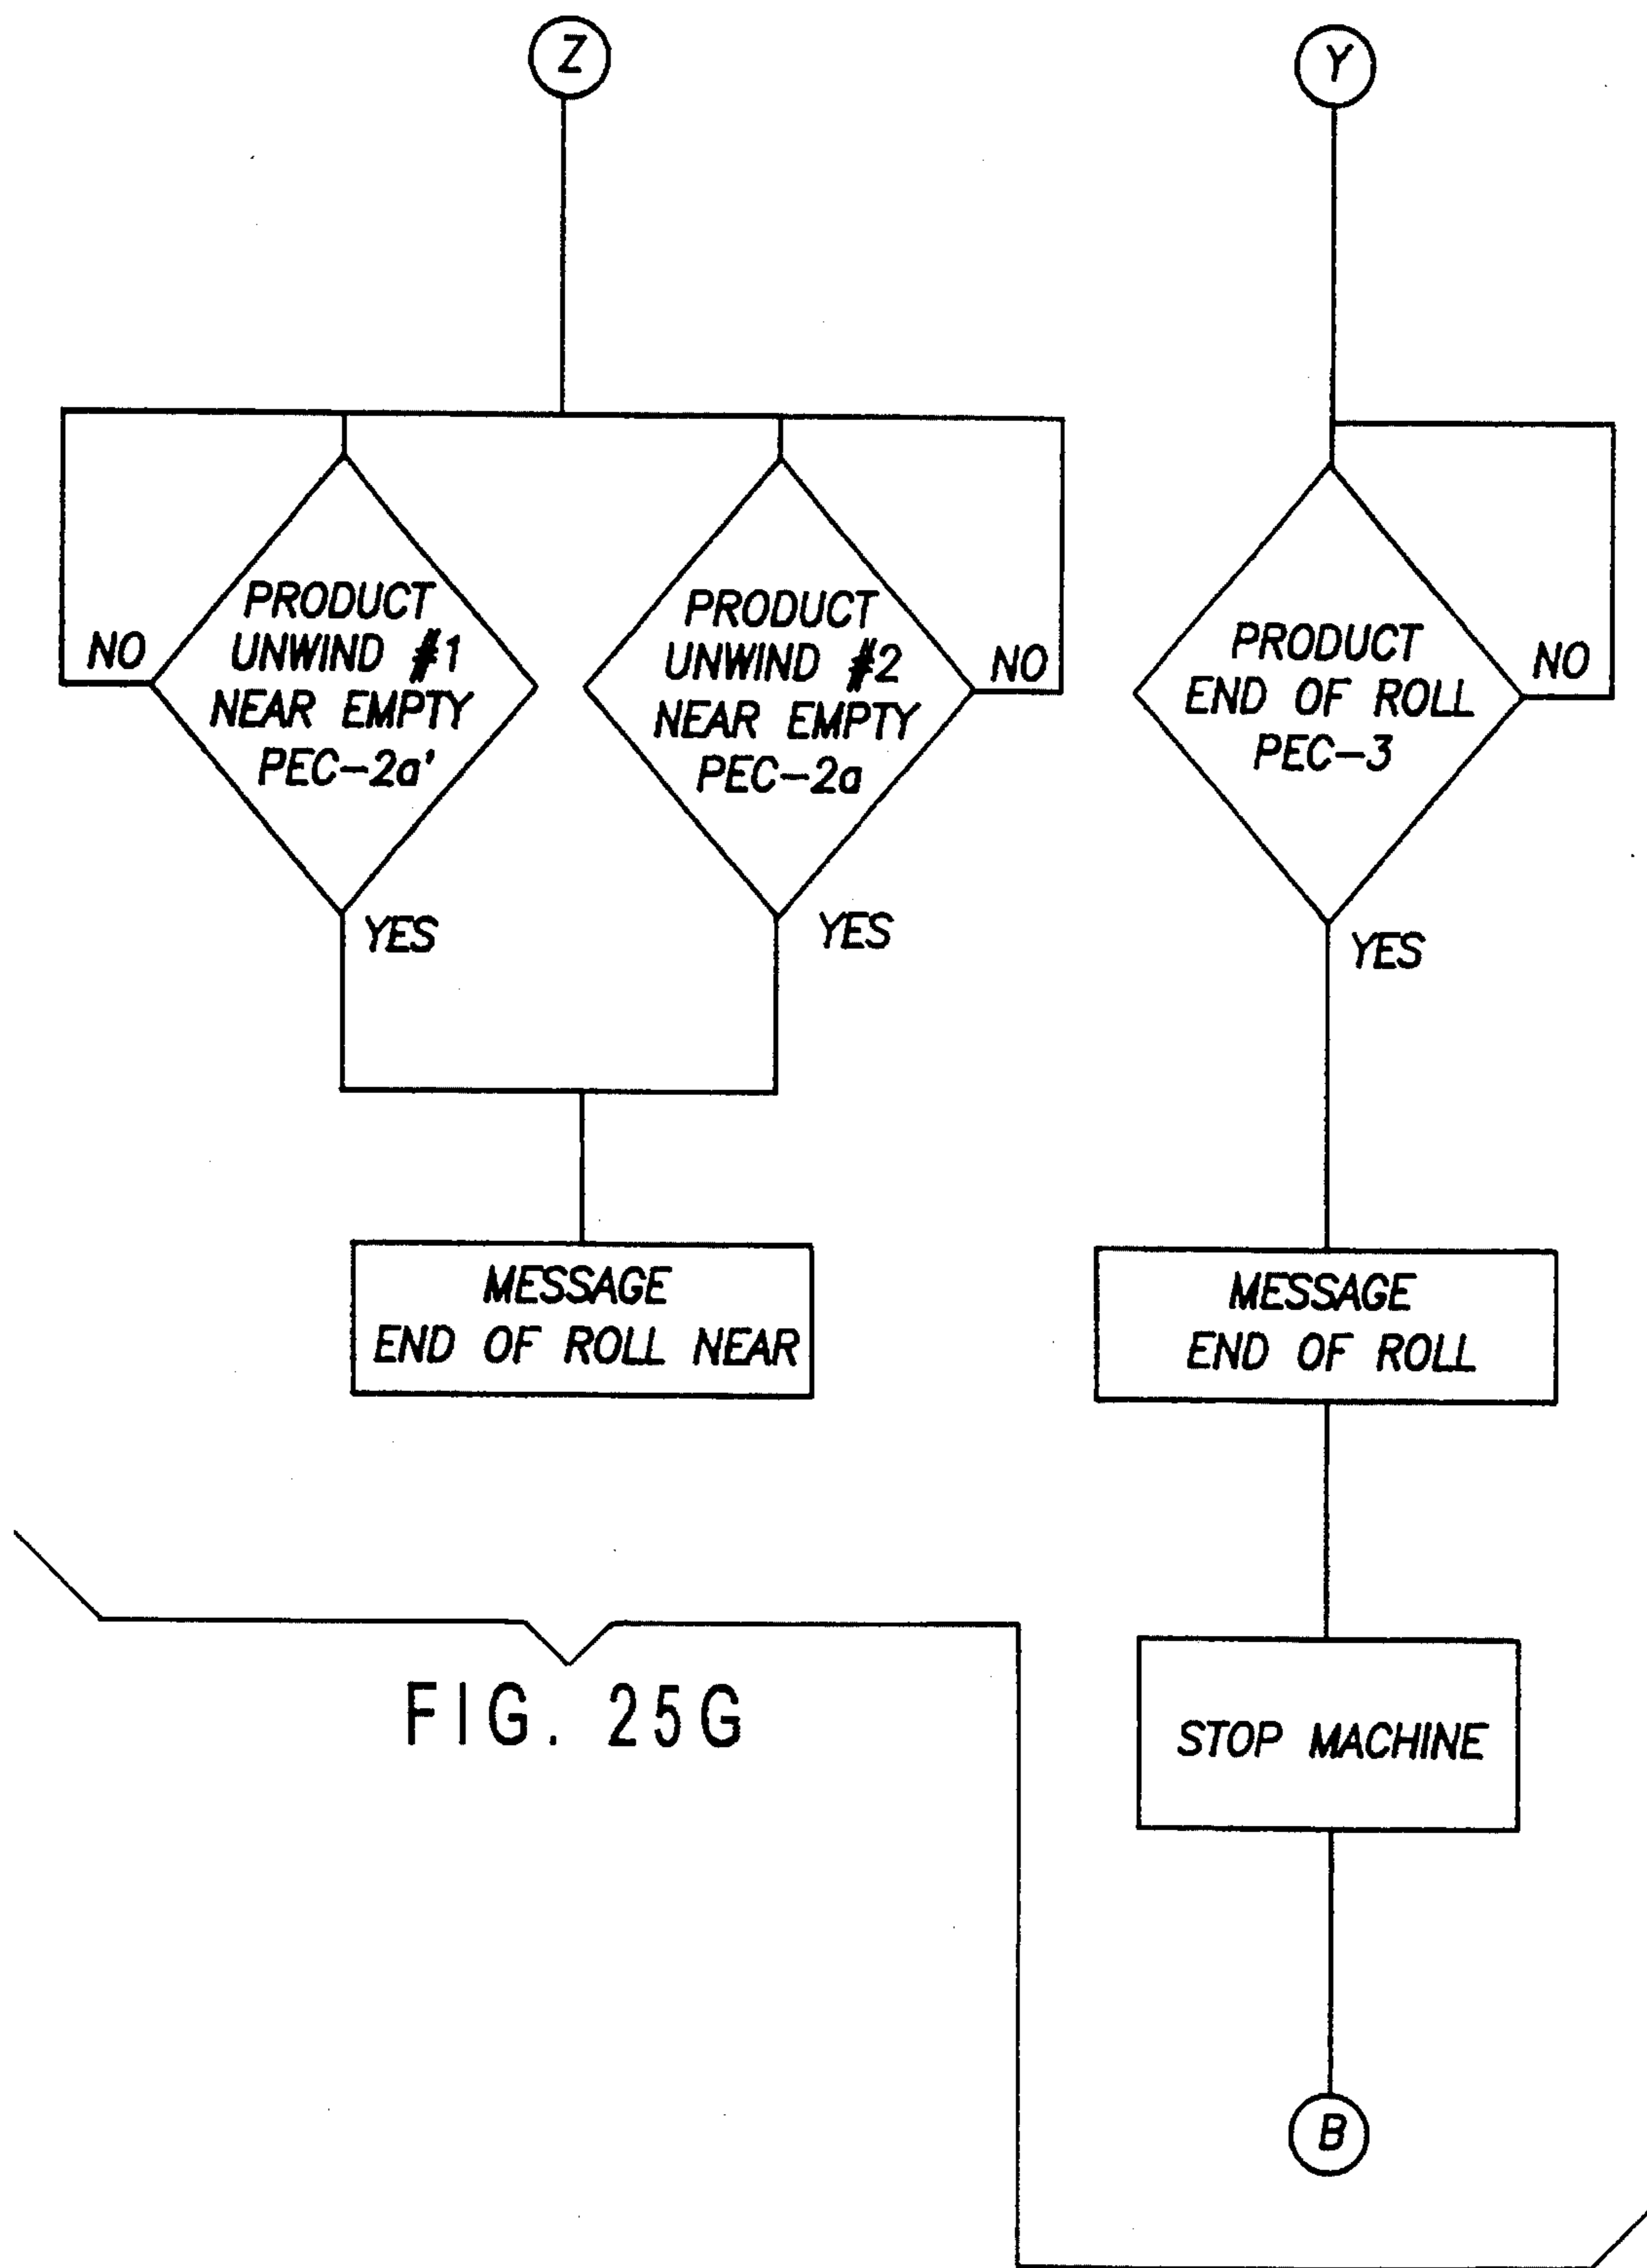 Z
PRODUCT
UNWIND #1
NEAR EMPTY
PEC-2a'
NO
YES
PRODUCT
UNWIND #2
NEAR EMPTY
PEC-2a
NO
YES
MESSAGE
END OF ROLL NEAR
Y
PRODUCT
END OF ROLL
PEC-3
NO
YES
MESSAGE
END OF ROLL
STOP MACHINE
B
FIG. 25G